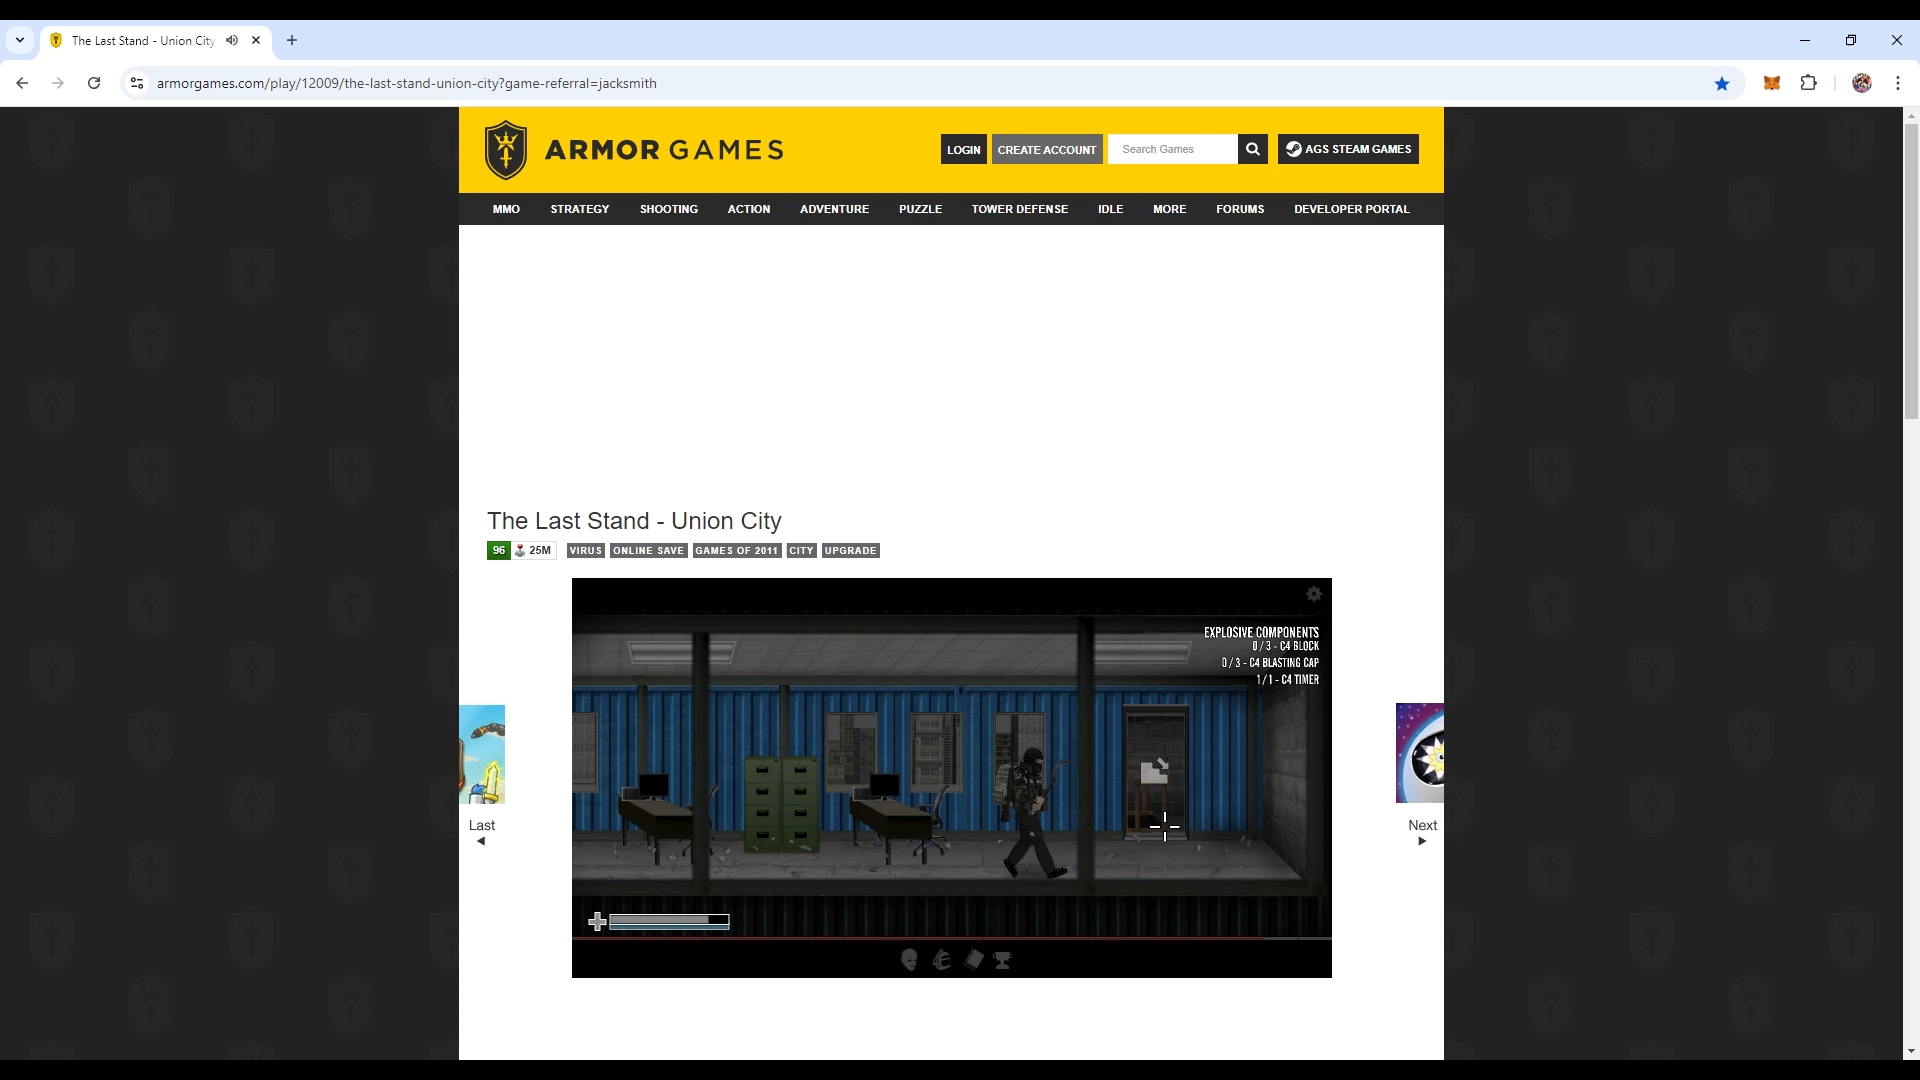 The Last Stand - Union City
armorgames.com/play/12009/the-last-stand-union-city?game-referral=jacksmith
ARMOR GAMES
LOGIN
CREATE ACCOUNT
Search Games
AGS STEAM GAMES
MMO STRATEGY SHOOTING ACTION ADVENTURE PUZZLE TOWER DEFENSE IDLE MORE FORUMS DEVELOPER PORTAL
The Last Stand - Union City
96 25M VIRUS ONLINE SAVE GAMES OF 2011 CITY UPGRADE
EXPLOSIVE COMPONENTS
0 / 3 - C4 BLOCK
0 / 3 - C4 BLASTING CAP
1 / 1 - C4 TIMER
Last
Next